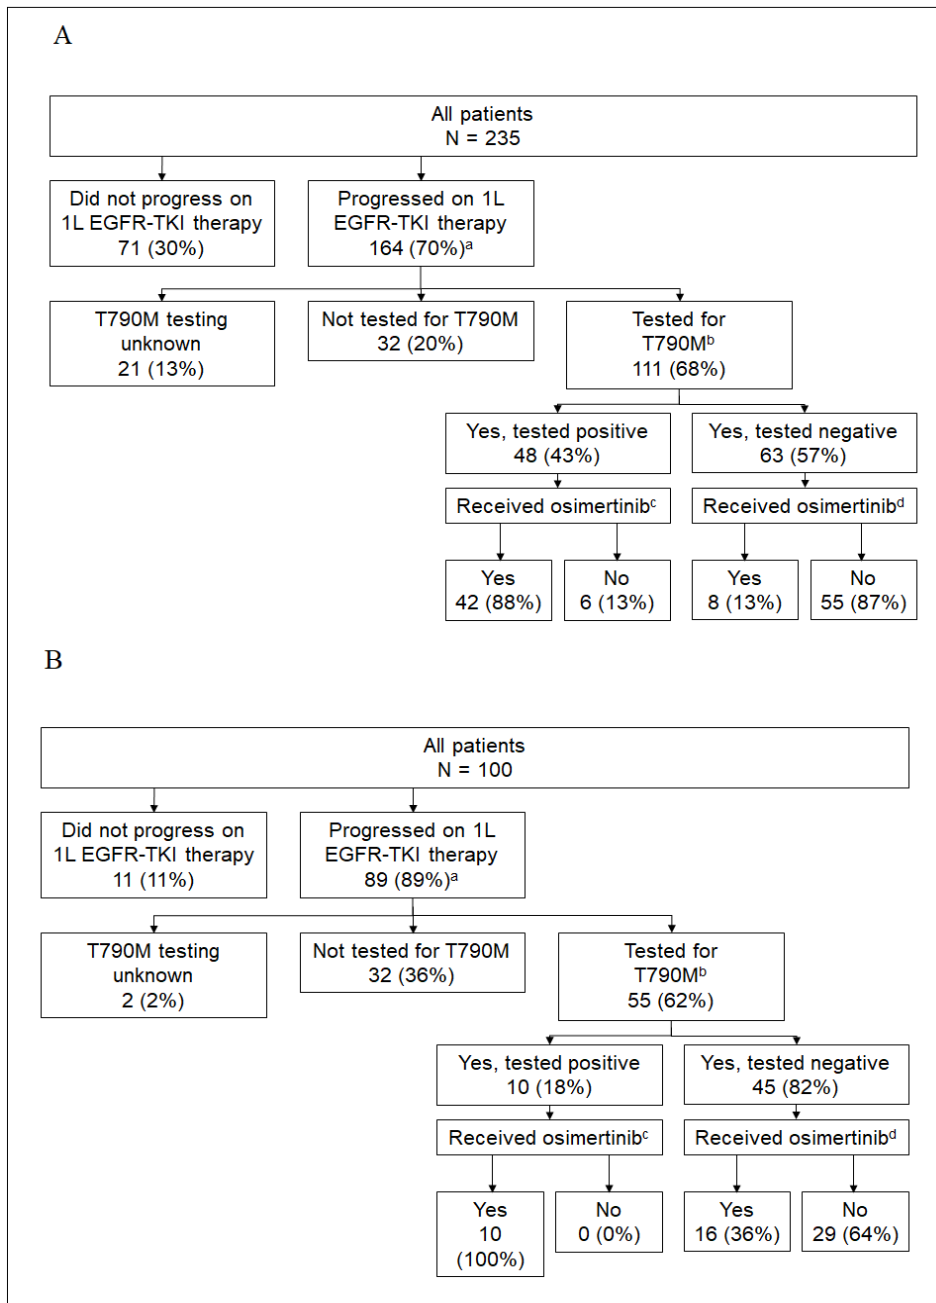 A
All patients
N = 235
Did not progress on
1L EGFR-TKI therapy
71 (30%)
Progressed on 1L
EGFR-TKI therapy
164 (70%)ᵃ
T790M testing
unknown
21 (13%)
Not tested for T790M
32 (20%)
Tested for
T790Mᵇ
111 (68%)
Yes, tested positive
48 (43%)
Yes, tested negative
63 (57%)
Received osimertinibᶜ
Received osimertinibᵈ
Yes
42 (88%)
No
6 (13%)
Yes
8 (13%)
No
55 (87%)
B
All patients
N = 100
Did not progress on
1L EGFR-TKI therapy
11 (11%)
Progressed on 1L
EGFR-TKI therapy
89 (89%)ᵃ
T790M testing
unknown
2 (2%)
Not tested for T790M
32 (36%)
Tested for
T790Mᵇ
55 (62%)
Yes, tested positive
10 (18%)
Yes, tested negative
45 (82%)
Received osimertinibᶜ
Received osimertinibᵈ
Yes
10
(100%)
No
0 (0%)
Yes
16 (36%)
No
29 (64%)